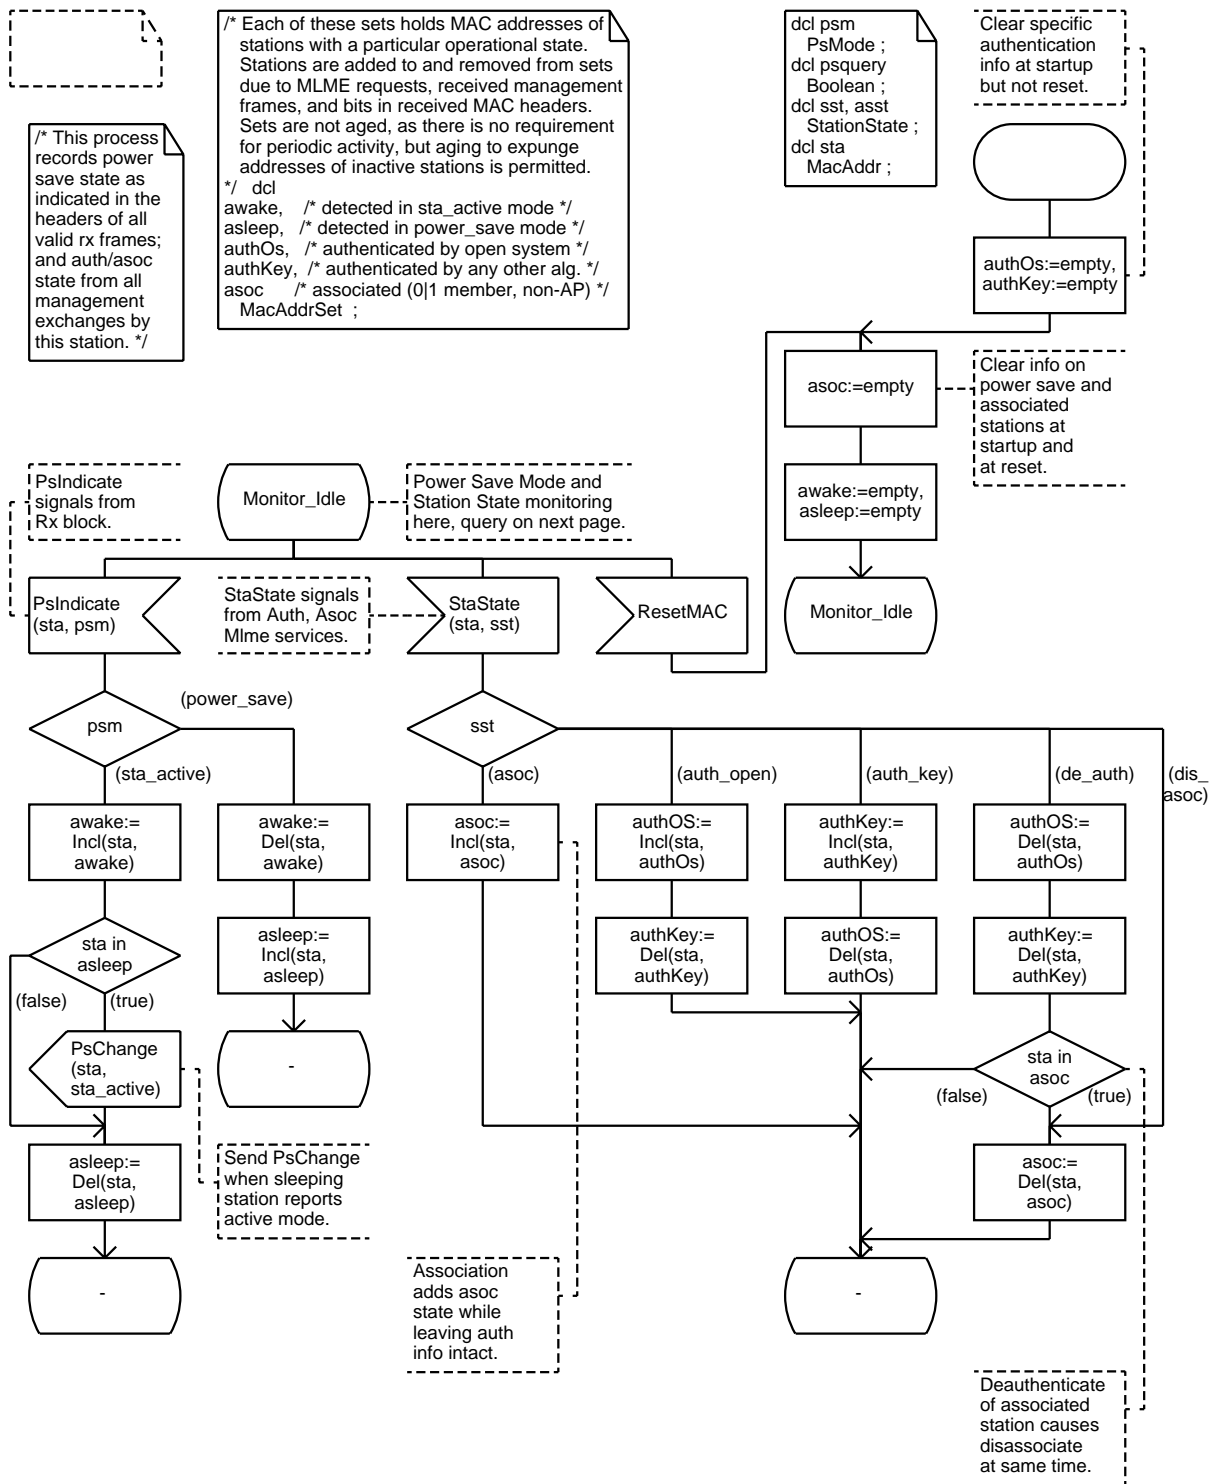 /* Each of these sets holds MAC addresses of
stations with a particular operational state.
Stations are added to and removed from sets
due to MLME requests, received management
frames, and bits in received MAC headers.
Sets are not aged, as there is no requirement
for periodic activity, but aging to expunge
addresses of inactive stations is permitted.
*/ dcl
awake, /* detected in sta_active mode */
asleep, /* detected in power_save mode */
authOs, /* authenticated by open system */
authKey, /* authenticated by any other alg. */
asoc /* associated (0|1 member, non-AP) */
MacAddrSet ;
dcl psm
PsMode ;
dcl psquery
Boolean ;
dcl sst, asst
StationState ;
dcl sta
MacAddr ;
Clear specific
authentication
info at startup
but not reset.
/* This process
records power
save state as
indicated in the
headers of all
valid rx frames;
and auth/asoc
state from all
management
exchanges by
this station. */
authOs:=empty,
authKey:=empty
asoc:=empty
Clear info on
power save and
associated
stations at
startup and
at reset.
awake:=empty,
asleep:=empty
Monitor_Idle
PsIndicate
signals from
Rx block.
Monitor_Idle
Power Save Mode and
Station State monitoring
here, query on next page.
PsIndicate
(sta, psm)
StaState signals
from Auth, Asoc
Mlme services.
StaState
(sta, sst)
ResetMAC
psm
(power_save)
(sta_active)
awake:=
Incl(sta,
awake)
awake:=
Del(sta,
awake)
sta in
asleep
(false)
(true)
asleep:=
Incl(sta,
asleep)
-
PsChange
(sta,
sta_active)
asleep:=
Del(sta,
asleep)
Send PsChange
when sleeping
station reports
active mode.
-
sst
(asoc)
(auth_open)
(auth_key)
(de_auth)
(dis_
asoc)
asoc:=
Incl(sta,
asoc)
authOS:=
Incl(sta,
authOs)
authKey:=
Incl(sta,
authKey)
authOS:=
Del(sta,
authOs)
authKey:=
Del(sta,
authKey)
authOS:=
Del(sta,
authOs)
authKey:=
Del(sta,
authKey)
sta in
asoc
(false)
(true)
asoc:=
Del(sta,
asoc)
-
Association
adds asoc
state while
leaving auth
info intact.
Deauthenticate
of associated
station causes
disassociate
at same time.